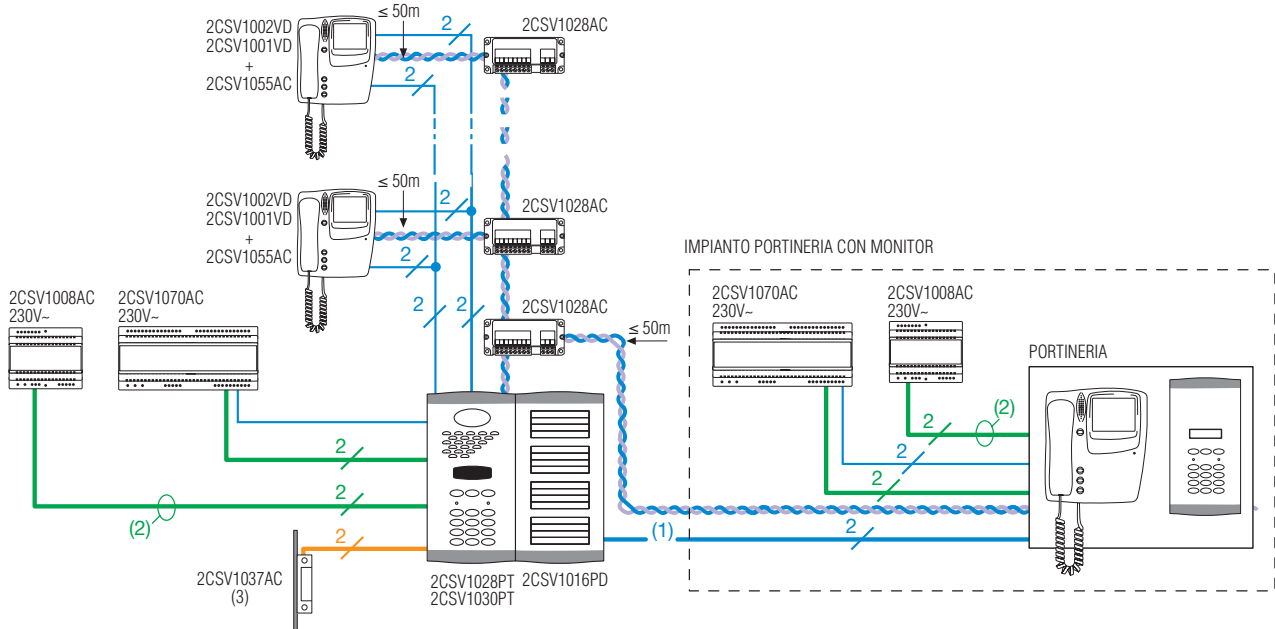 2CSV1002VD
2CSV1001VD
+
2CSV1055AC
≤ 50m
2
2
2CSV1028AC
2CSV1002VD
2CSV1001VD
+
2CSV1055AC
≤ 50m
2
2
2CSV1028AC
2
2
2CSV1028AC
≤ 50m
2CSV1008AC
230V~
2CSV1070AC
230V~
2
2
(2)
2
2CSV1037AC
(3)
2CSV1028PT
2CSV1030PT
2CSV1016PD
(1)
2
IMPIANTO PORTINERIA CON MONITOR
2CSV1070AC
230V~
2CSV1008AC
230V~
PORTINERIA
2
(2)
2
2